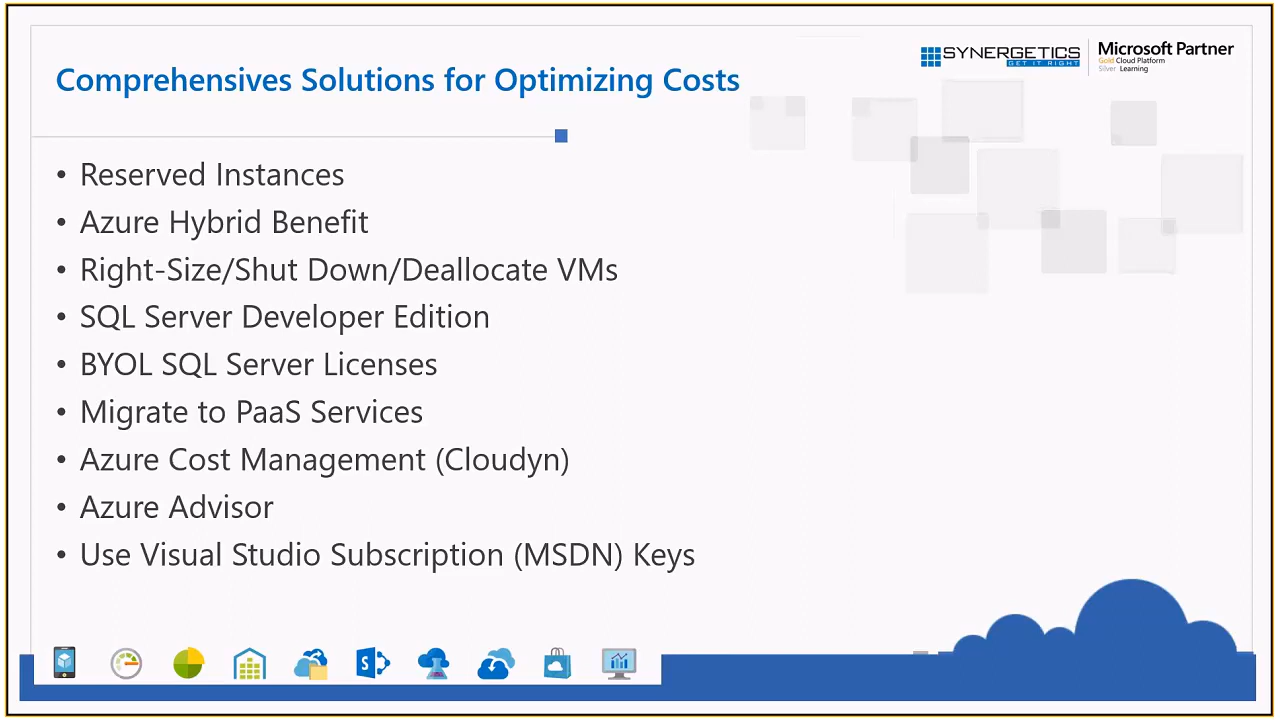 SYNERGETICS
GET IT RIGHT
Microsoft Partner
Gold Cloud Platform
Silver Learning
Comprehensives Solutions for Optimizing Costs
• Reserved Instances
• Azure Hybrid Benefit
• Right-Size/Shut Down/Deallocate VMs
• SQL Server Developer Edition
• BYOL SQL Server Licenses
• Migrate to PaaS Services
• Azure Cost Management (Cloudyn)
• Azure Advisor
• Use Visual Studio Subscription (MSDN) Keys